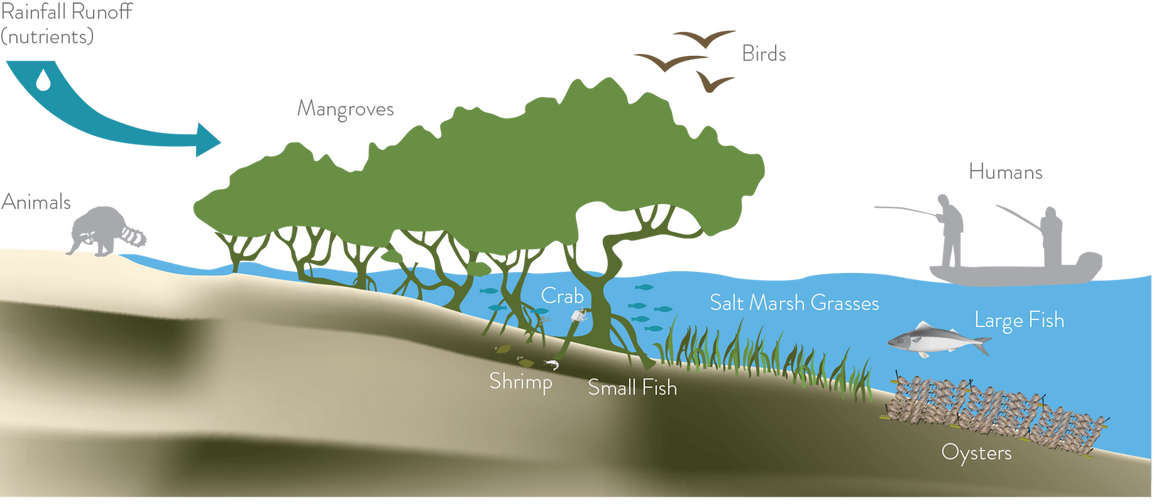 Rainfall Runoff
(nutrients)
Birds
Mangroves
Humans
Animals
Crab
Salt Marsh Grasses
Large Fish
Shrimp
Small Fish
Oysters